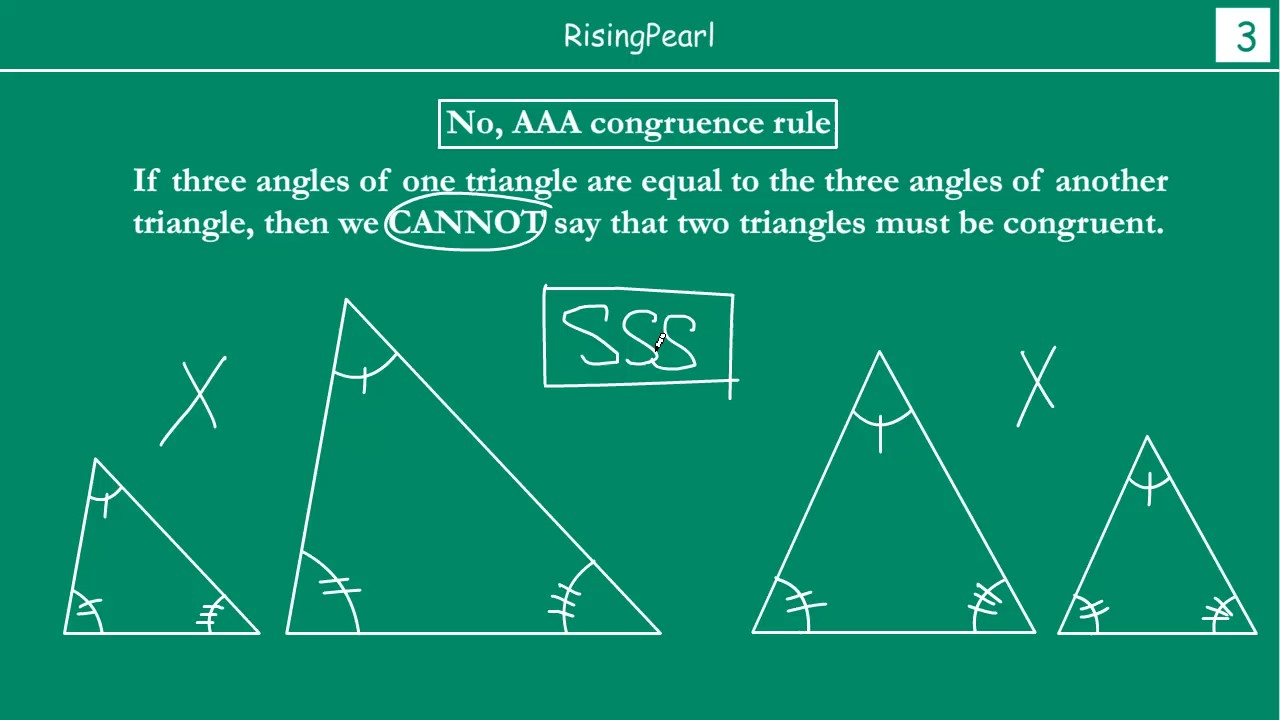 RisingPearl
3
No, AAA congruence rule
If three angles of one triangle are equal to the three angles of another
triangle, then we CANNOT say that two triangles must be congruent.
SSS
X
X